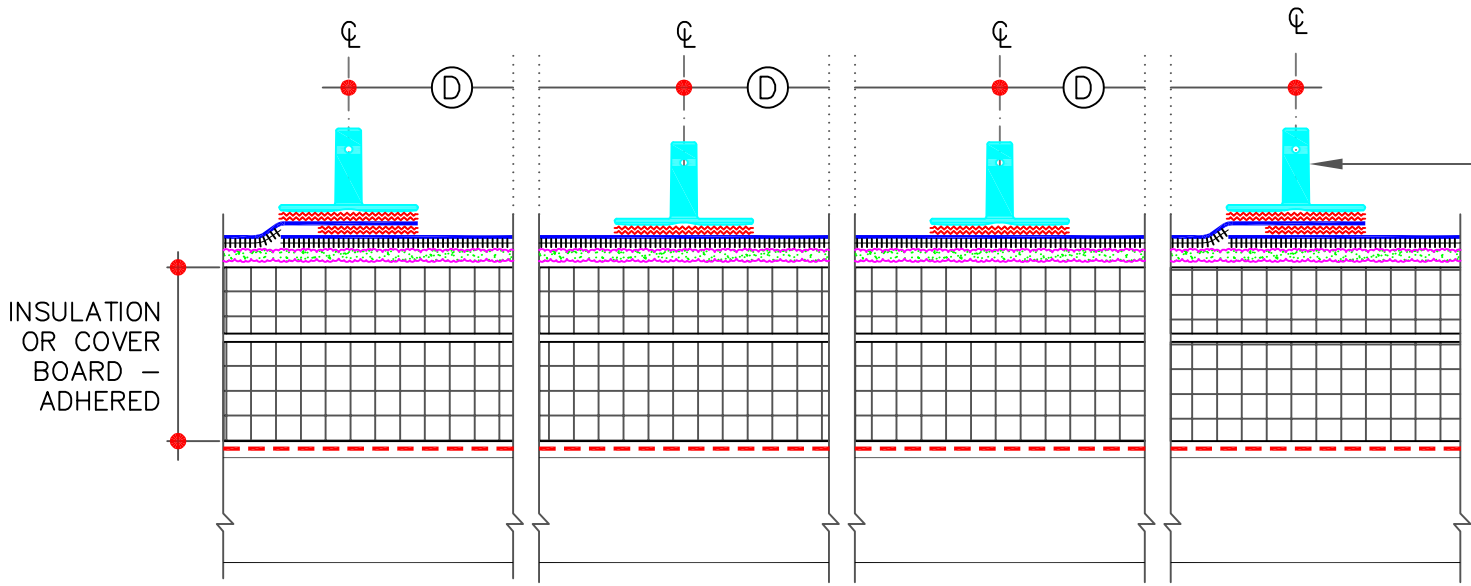 ℄ ℄ ℄ ℄
D D D
INSULATION
OR COVER
BOARD –
ADHERED